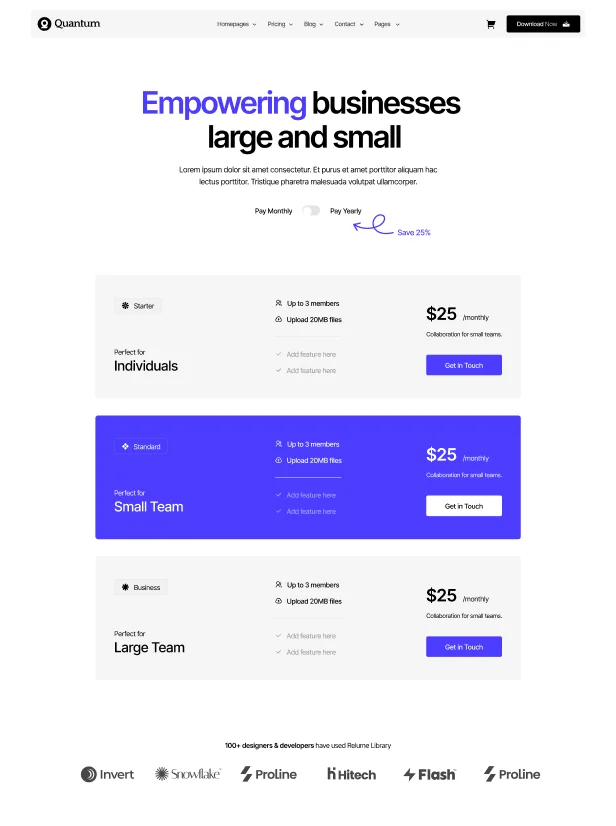 Quantum
Homepages Pricing Blog Contact Pages
Download Now
Empowering businesses
large and small
Lorem ipsum dolor sit amet consectetur. Et purus et amet porttitor aliquam hac
lectus porttitor. Tristique pharetra malesuada volutpat ullamcorper.
Pay Monthly Pay Yearly
Save 25%
Starter
Perfect for
Individuals
Up to 3 members
Upload 20MB files
Add feature here
Add feature here
$25 /monthly
Collaboration for small teams.
Get in Touch
Standard
Perfect for
Small Team
Up to 3 members
Upload 20MB files
Add feature here
Add feature here
$25 /monthly
Collaboration for small teams.
Get in Touch
Business
Perfect for
Large Team
Up to 3 members
Upload 20MB files
Add feature here
Add feature here
$25 /monthly
Collaboration for small teams.
Get in Touch
100+ designers & developers have used Relume Library
Invert Snowflake Proline Hitech Flash Proline